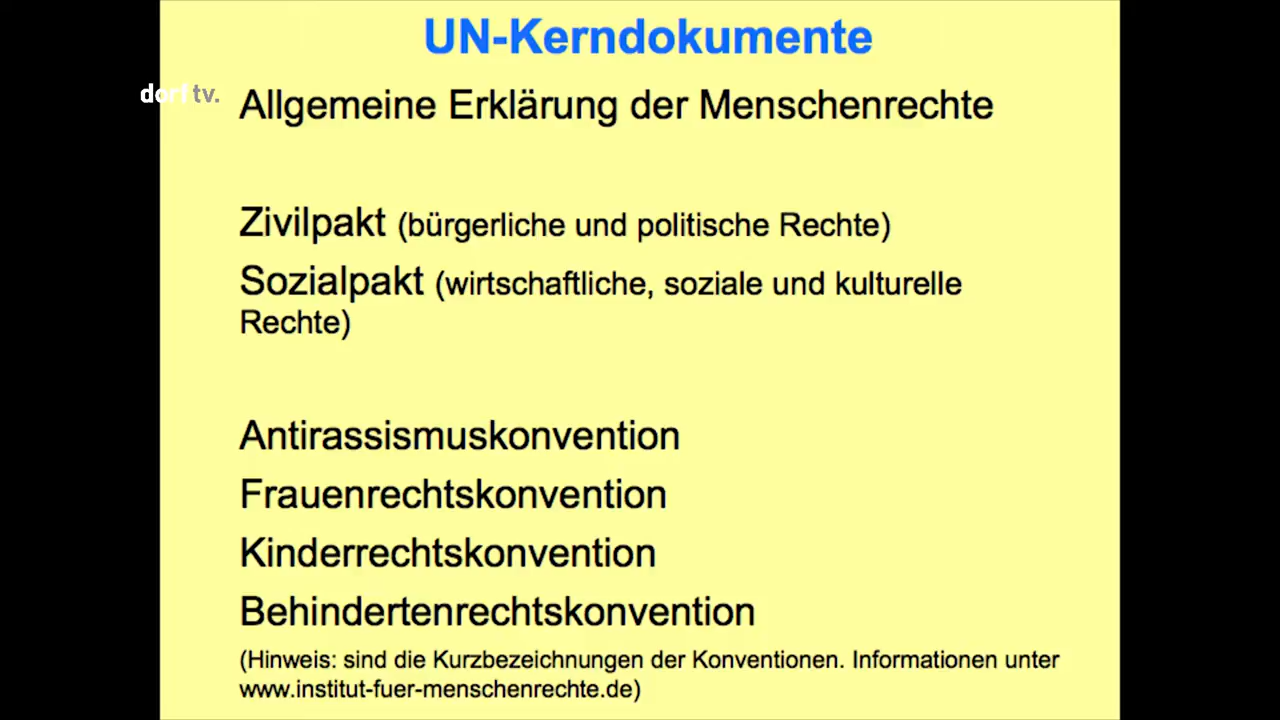 UN-Kerndokumente
dorf tv.
Allgemeine Erklärung der Menschenrechte
Zivilpakt (bürgerliche und politische Rechte)
Sozialpakt (wirtschaftliche, soziale und kulturelle
Rechte)
Antirassismuskonvention
Frauenrechtskonvention
Kinderrechtskonvention
Behindertenrechtskonvention
(Hinweis: sind die Kurzbezeichnungen der Konventionen. Informationen unter
www.institut-fuer-menschenrechte.de)